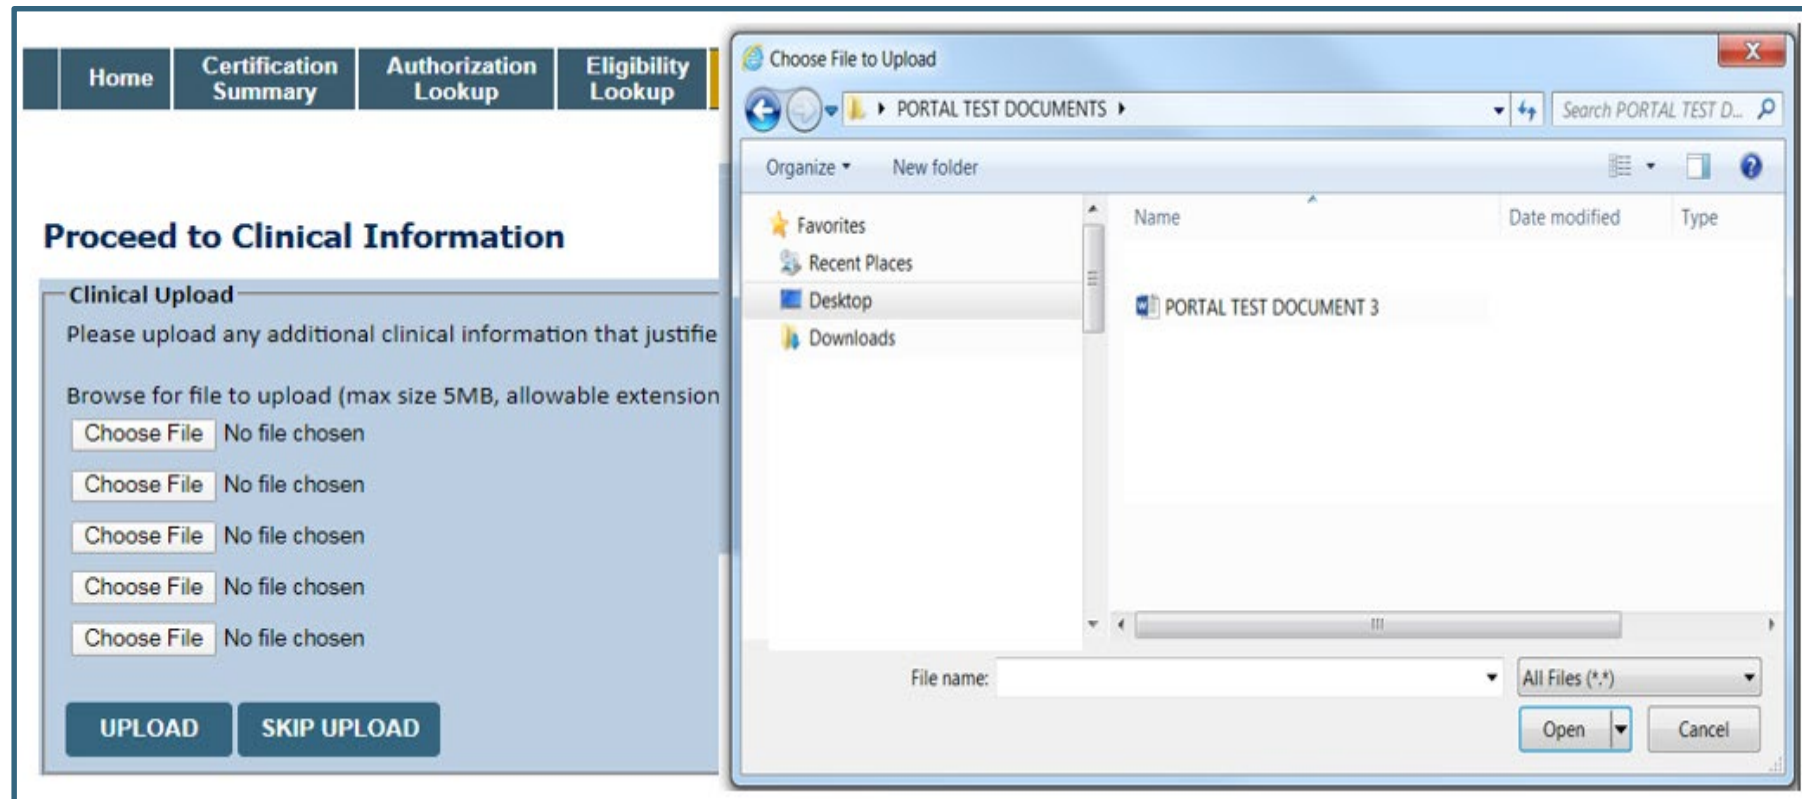 Home
Certification
Summary
Authorization
Lookup
Eligibility
Lookup
Proceed to Clinical Information
Clinical Upload
Please upload any additional clinical information that justifie
Browse for file to upload (max size 5MB, allowable extension
Choose File No file chosen
Choose File No file chosen
Choose File No file chosen
Choose File No file chosen
Choose File No file chosen
UPLOAD SKIP UPLOAD
Choose File to Upload
PORTAL TEST DOCUMENTS
Search PORTAL TEST D...
Organize New folder
Favorites
Recent Places
Desktop
Downloads
Name Date modified Type
PORTAL TEST DOCUMENT 3
File name:
All Files (*.*)
Open Cancel